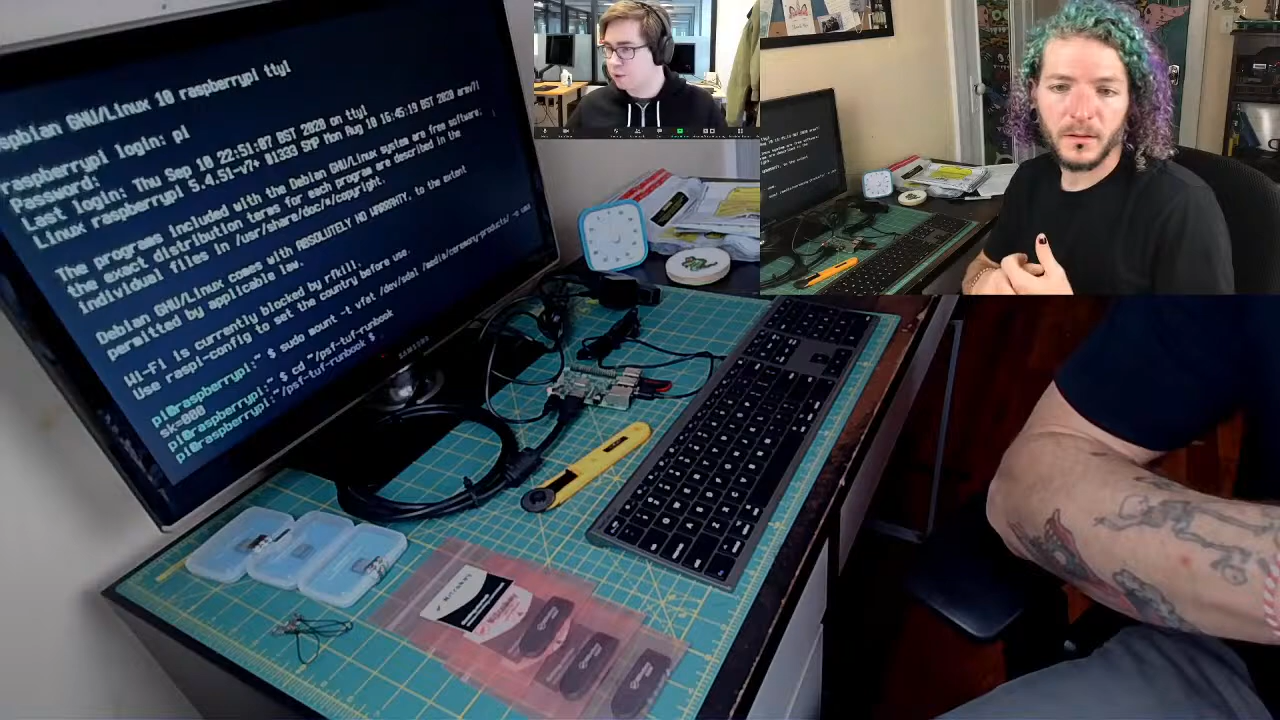 Debian GNU/Linux 10 raspberrypi tty1
raspberrypi login: pi
Password:
Last login: Thu Sep 10 22:51:07 BST 2020 on tty1
Linux raspberrypi 5.4.51-v7+ #1333 SMP Mon Aug 10 16:45:19 BST 2020 armv7l
The programs included with the Debian GNU/Linux system are free software;
the exact distribution terms for each program are described in the
individual files in /usr/share/doc/*/copyright.
Debian GNU/Linux comes with ABSOLUTELY NO WARRANTY, to the extent
permitted by applicable law.
Wi-Fi is currently blocked by rfkill.
Use raspi-config to set the country before use.
pi@raspberrypi:~ $ sudo mount -t vfat /dev/sda1 /media/ceremony-products/ -o uma
sk=000
pi@raspberrypi:~ $ cd ~/psf-tuf-runbook
pi@raspberrypi:~/psf-tuf-runbook $
SAMSUNG